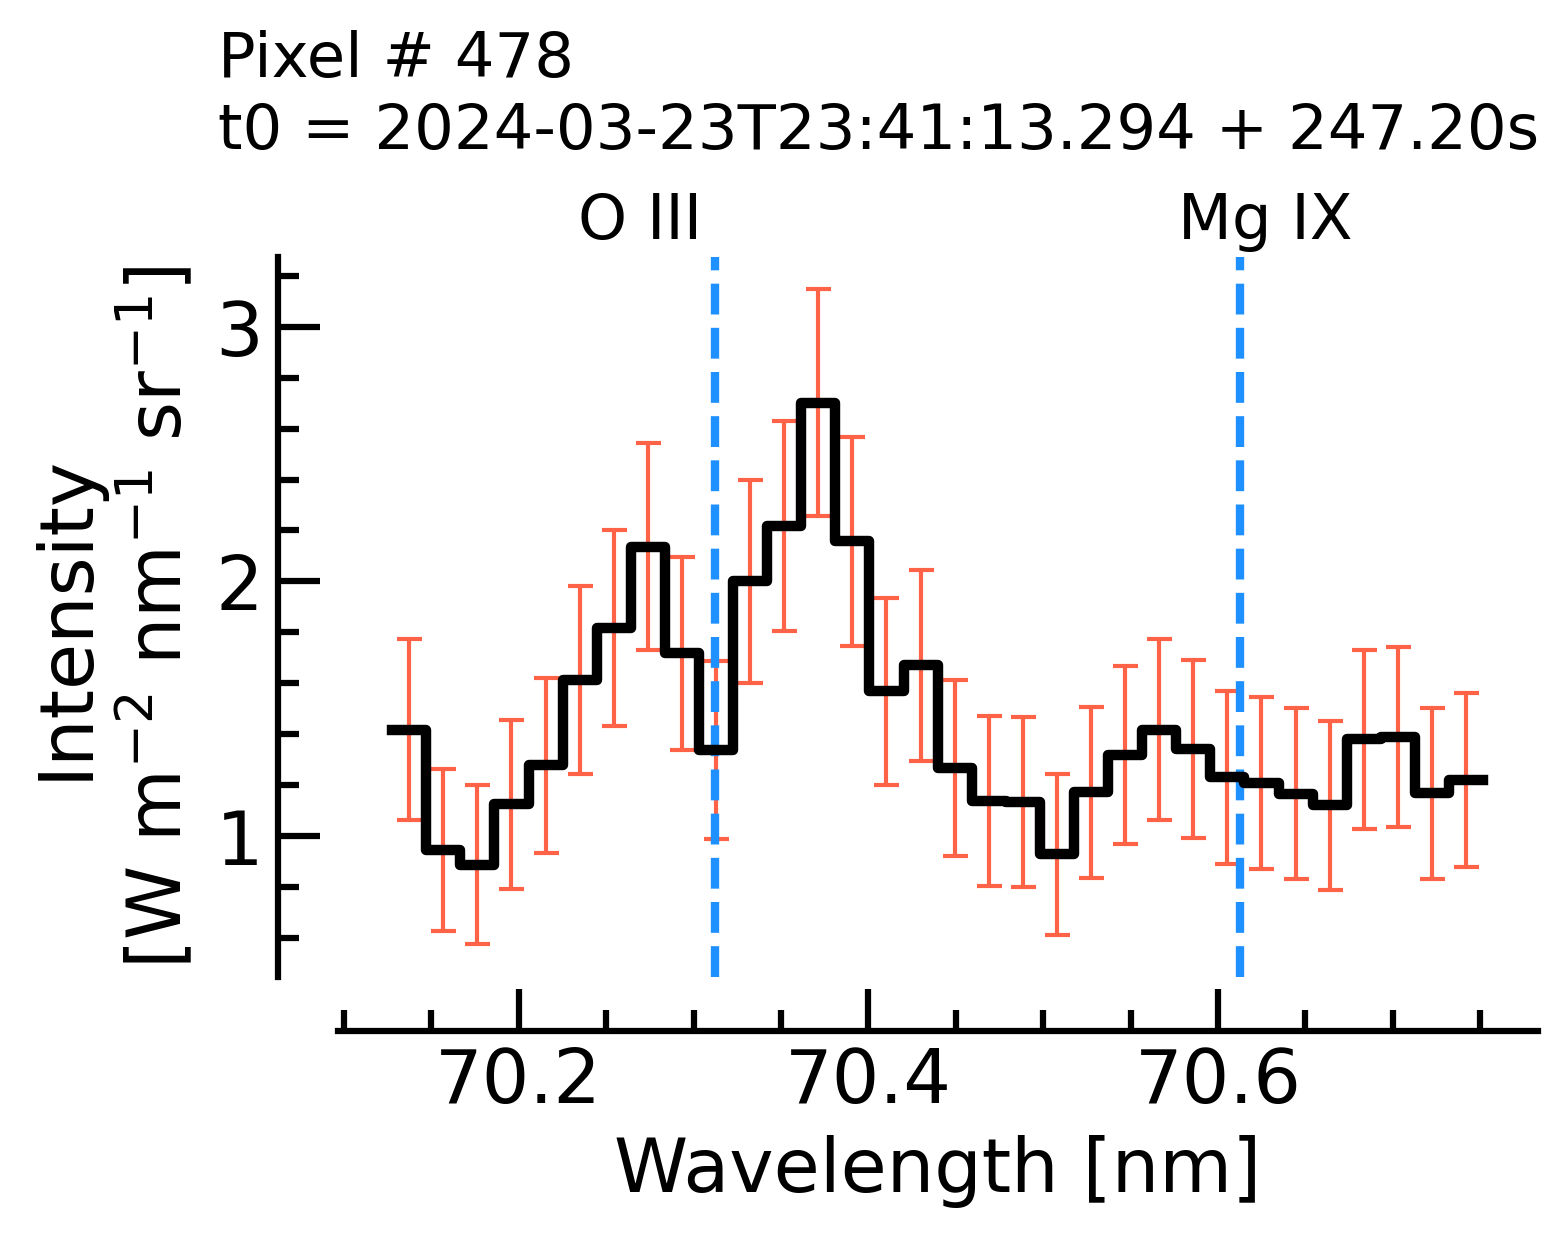 Pixel # 478
t0 = 2024-03-23T23:41:13.294 + 247.20s
O III
Mg IX
Intensity
[W m⁻² nm⁻¹ sr⁻¹]
3
2
1
70.2
70.4
70.6
Wavelength [nm]